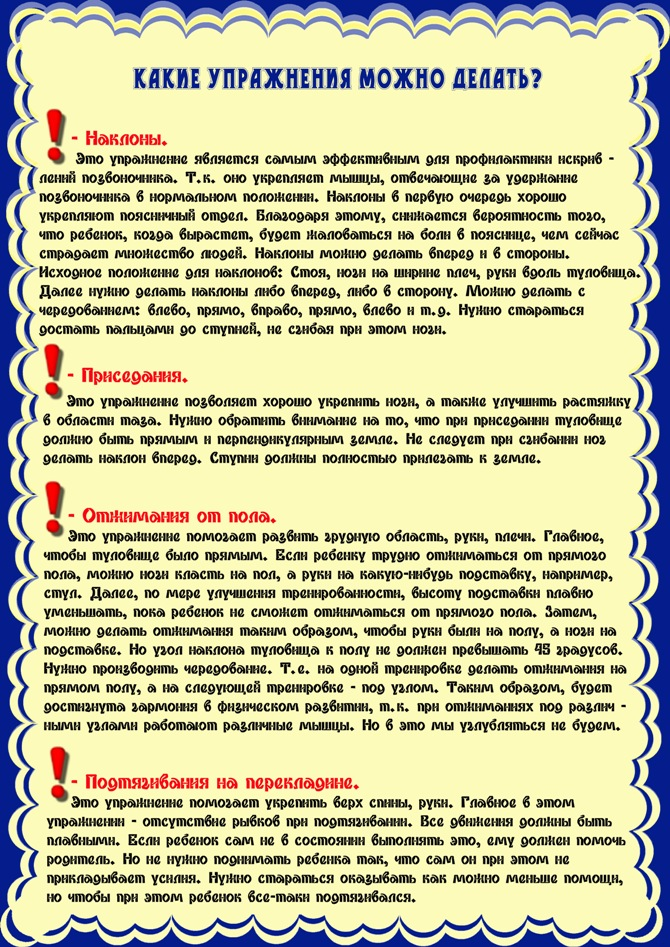 КАКИЕ УПРАЖНЕНИЯ МОЖНО ДЕЛАТЬ?
- Наклоны.
Это упражнение является самым эффективным для профилактики искрив -
лений позвоночника. Т.к. оно укрепляет мышцы, отвечающие за удержание
позвоночника в нормальном положении. Наклоны в первую очередь хорошо
укрепляют поясничный отдел. Благодаря этому, снижается вероятность того,
что ребенок, когда вырастет, будет жаловаться на боли в пояснице, чем сейчас
страдает множество людей. Наклоны можно делать вперед и в стороны.
Исходное положение для наклонов: Стоя, ноги на ширине плеч, руки вдоль туловища.
Далее нужно делать наклоны либо вперед, либо в сторону. Можно делать с
чередованием: влево, прямо, вправо, прямо, влево и т.д. Нужно стараться
достать пальцами до ступней, не сгибая при этом ноги.
- Приседания.
Это упражнение позволяет хорошо укрепить ноги, а также улучшить растяжку
в области таза. Нужно обратить внимание на то, что при приседании туловище
должно быть прямым и перпендикулярным земле. Не следует при сгибании ног
делать наклон вперед. Ступни должны полностью прилегать к земле.
- Отжимания от пола.
Это упражнение помогает развить грудную область, руки, плечи. Главное,
чтобы туловище было прямым. Если ребенку трудно отжиматься от прямого
пола, можно ноги класть на пол, а руки на какую-нибудь подставку, например,
стул. Далее, по мере улучшения тренированности, высоту подставки плавно
уменьшать, пока ребенок не сможет отжиматься от прямого пола. Затем,
можно делать отжимания таким образом, чтобы руки были на полу, а ноги на
подставке. Но угол наклона туловища к полу не должен превышать 45 градусов.
Нужно производить чередование. Т.е. на одной тренировке делать отжимания на
прямом полу, а на следующей тренировке - под углом. Таким образом, будет
достигнута гармония в физическом развитии, т.к. при отжиманиях под различ -
ными углами работают различные мышцы. Но в это мы углубляться не будем.
- Подтягивания на перекладине.
Это упражнение помогает укрепить верх спины, руки. Главное в этом
упражнении - отсутствие рывков при подтягивании. Все движения должны быть
плавными. Если ребенок сам не в состоянии выполнять это, ему должен помочь
родитель. Но не нужно поднимать ребенка так, что сам он при этом не
прикладывает усилия. Нужно стараться оказывать как можно меньше помощи,
но чтобы при этом ребенок все-таки подтягивался.